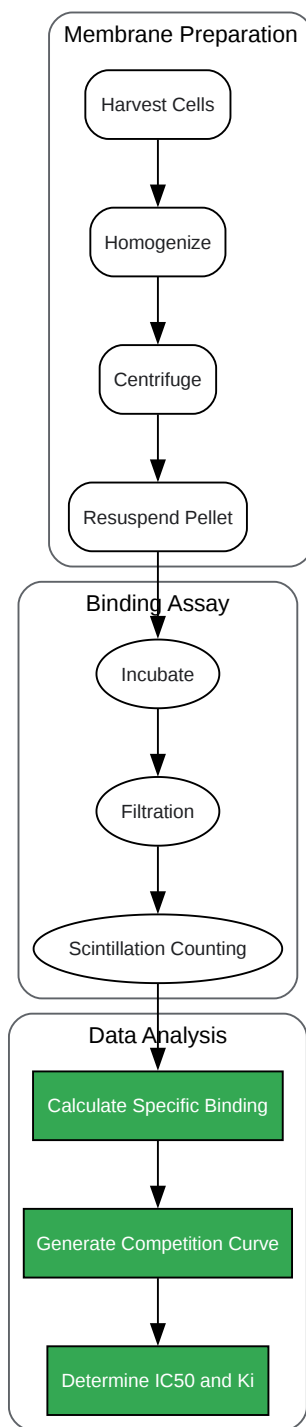 Membrane Preparation
Harvest Cells
Homogenize
Centrifuge
Resuspend Pellet
Binding Assay
Incubate
Filtration
Scintillation Counting
Data Analysis
Calculate Specific Binding
Generate Competition Curve
Determine IC50 and Ki